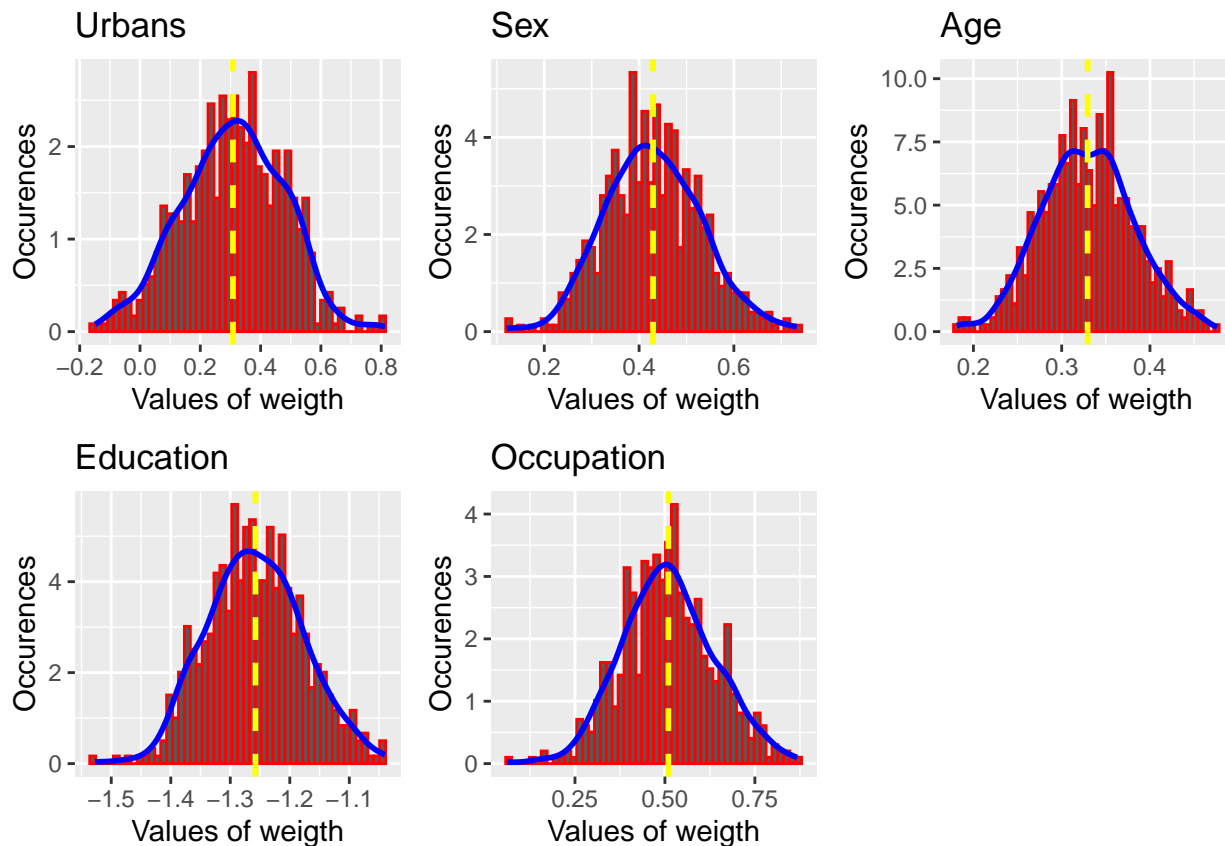 Urbans
Occurences
2
1
0
−0.2 0.0 0.2 0.4 0.6 0.8
Values of weigth
Sex
Occurences
4
2
0
0.2 0.4 0.6
Values of weigth
Age
Occurences
10.0
7.5
5.0
2.5
0.0
0.2 0.3 0.4
Values of weigth
Education
Occurences
4
2
0
−1.5 −1.4 −1.3 −1.2 −1.1
Values of weigth
Occupation
Occurences
4
3
2
1
0
0.25 0.50 0.75
Values of weigth